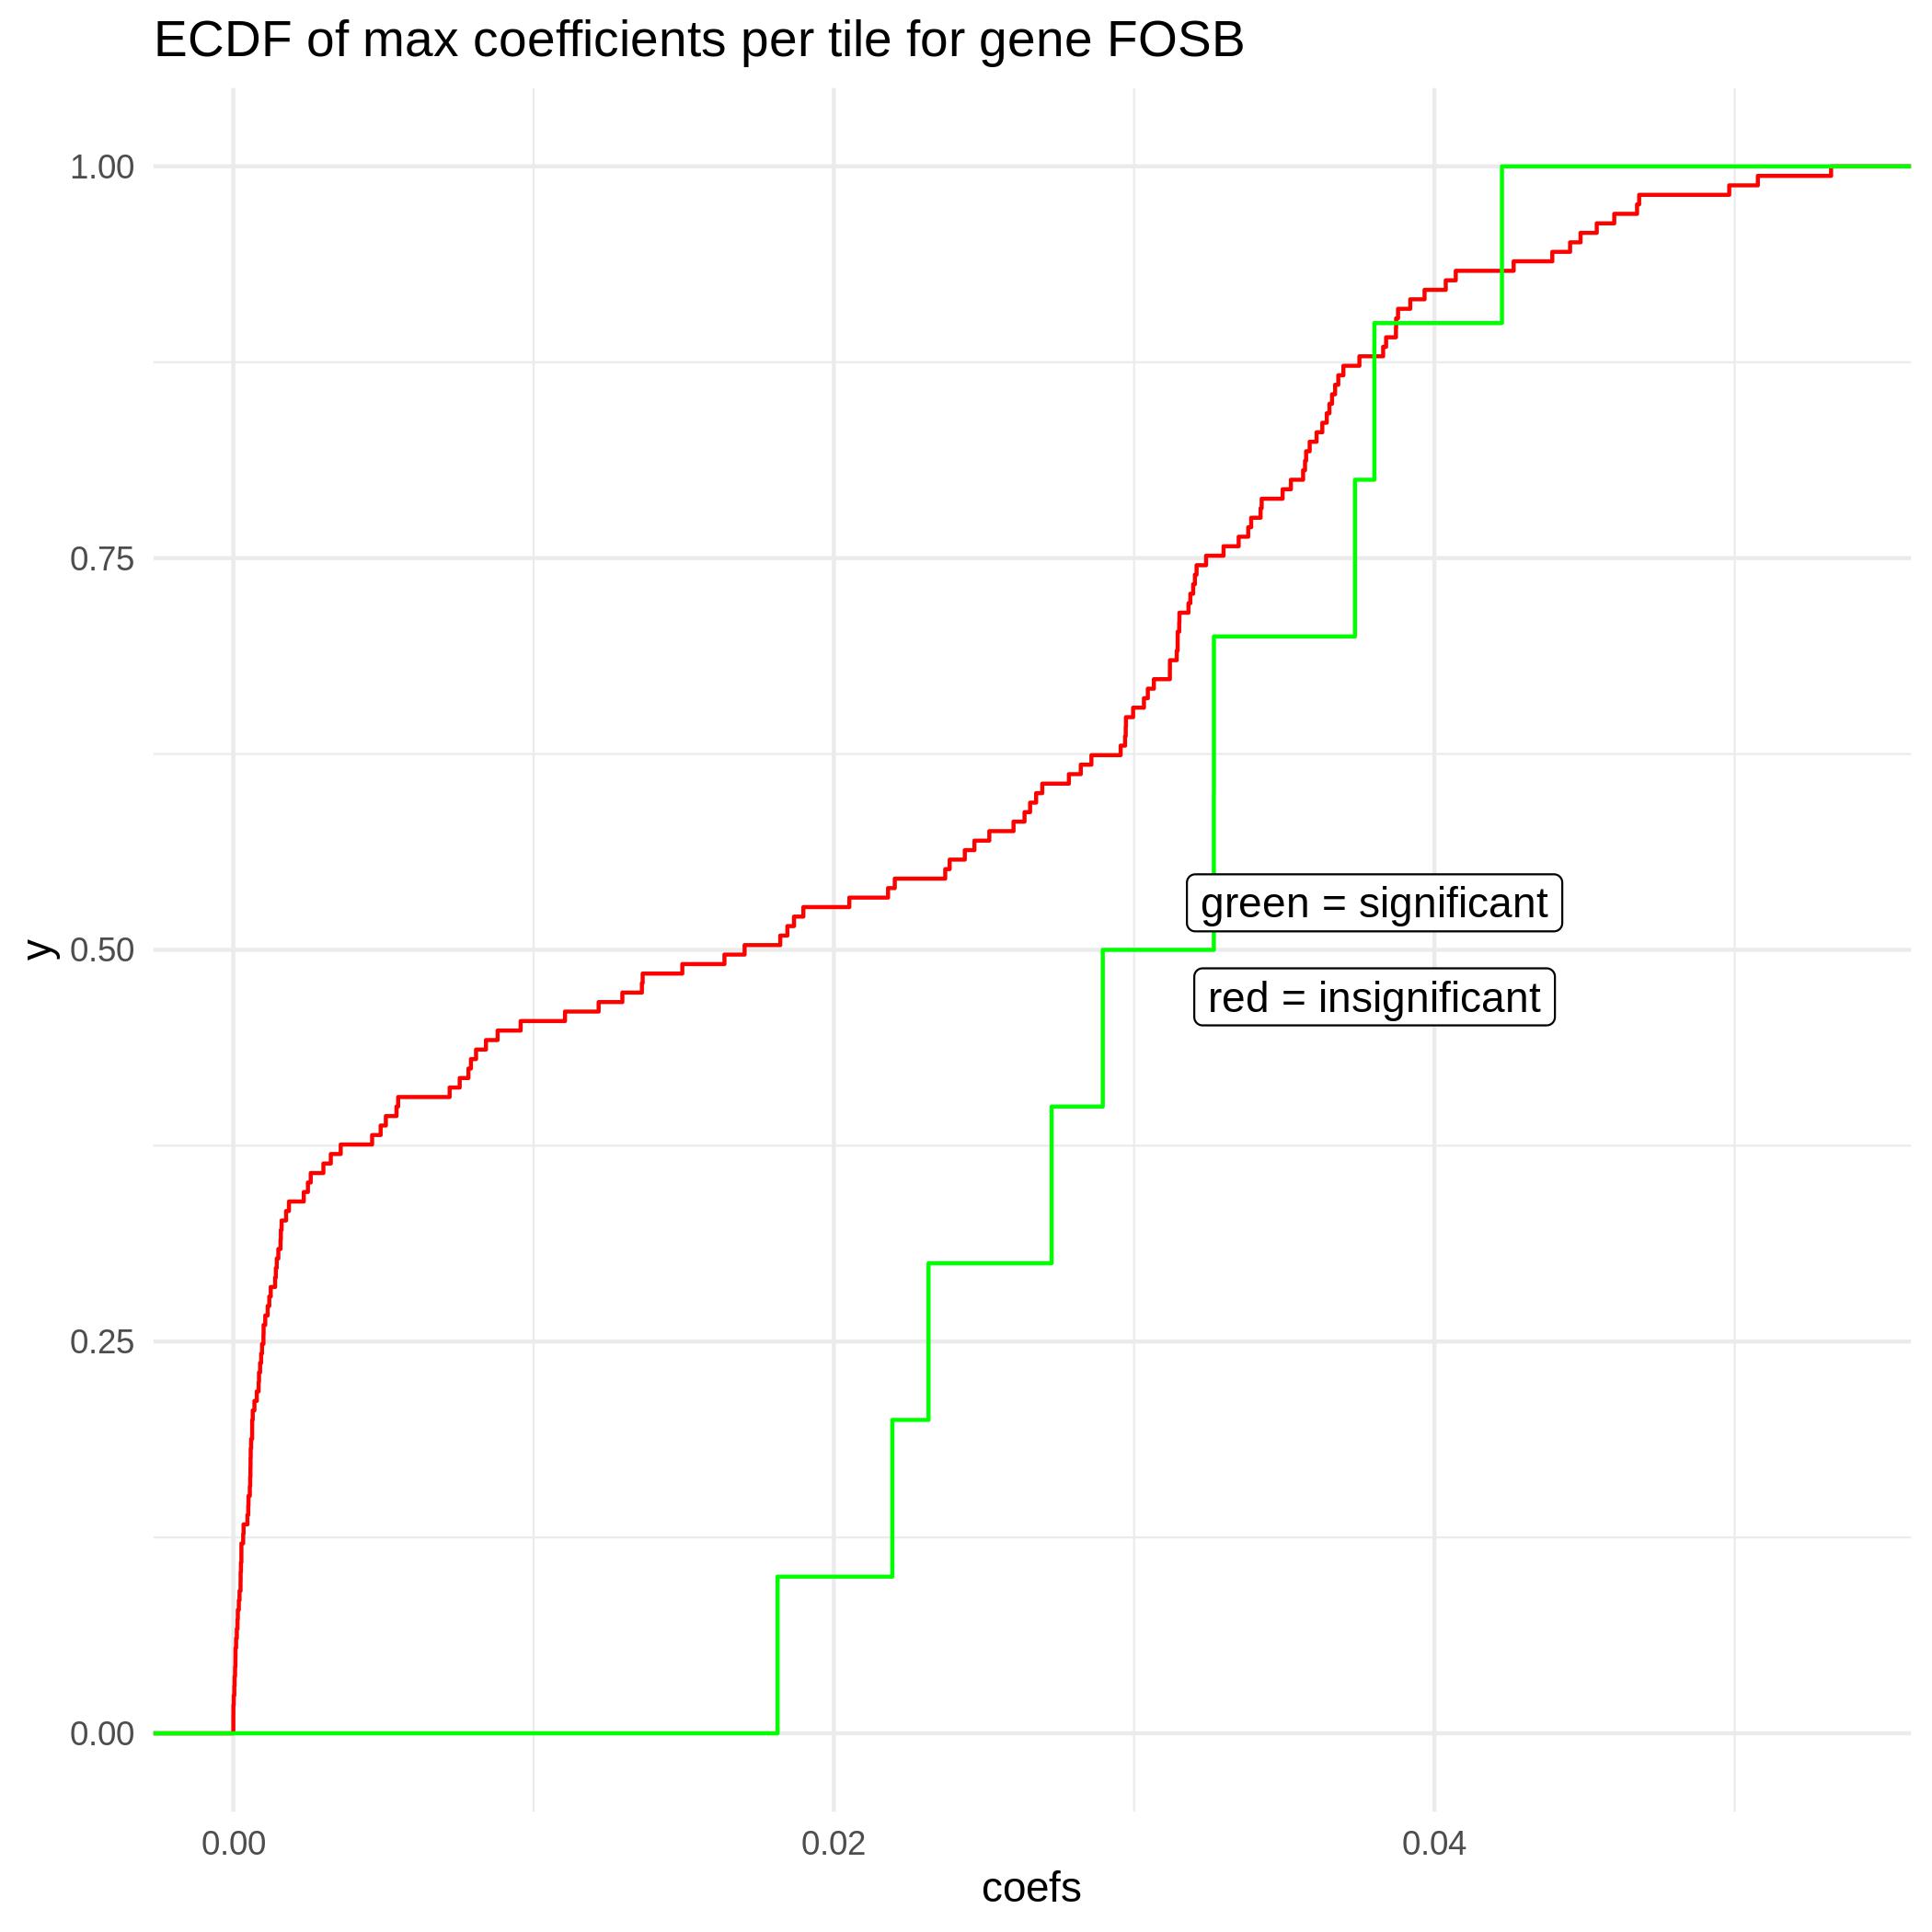 ECDF of max coefficients per tile for gene FOSB
1.00
0.75
0.50
0.25
0.00
y
green = significant
red = insignificant
0.00 0.02 0.04
coefs